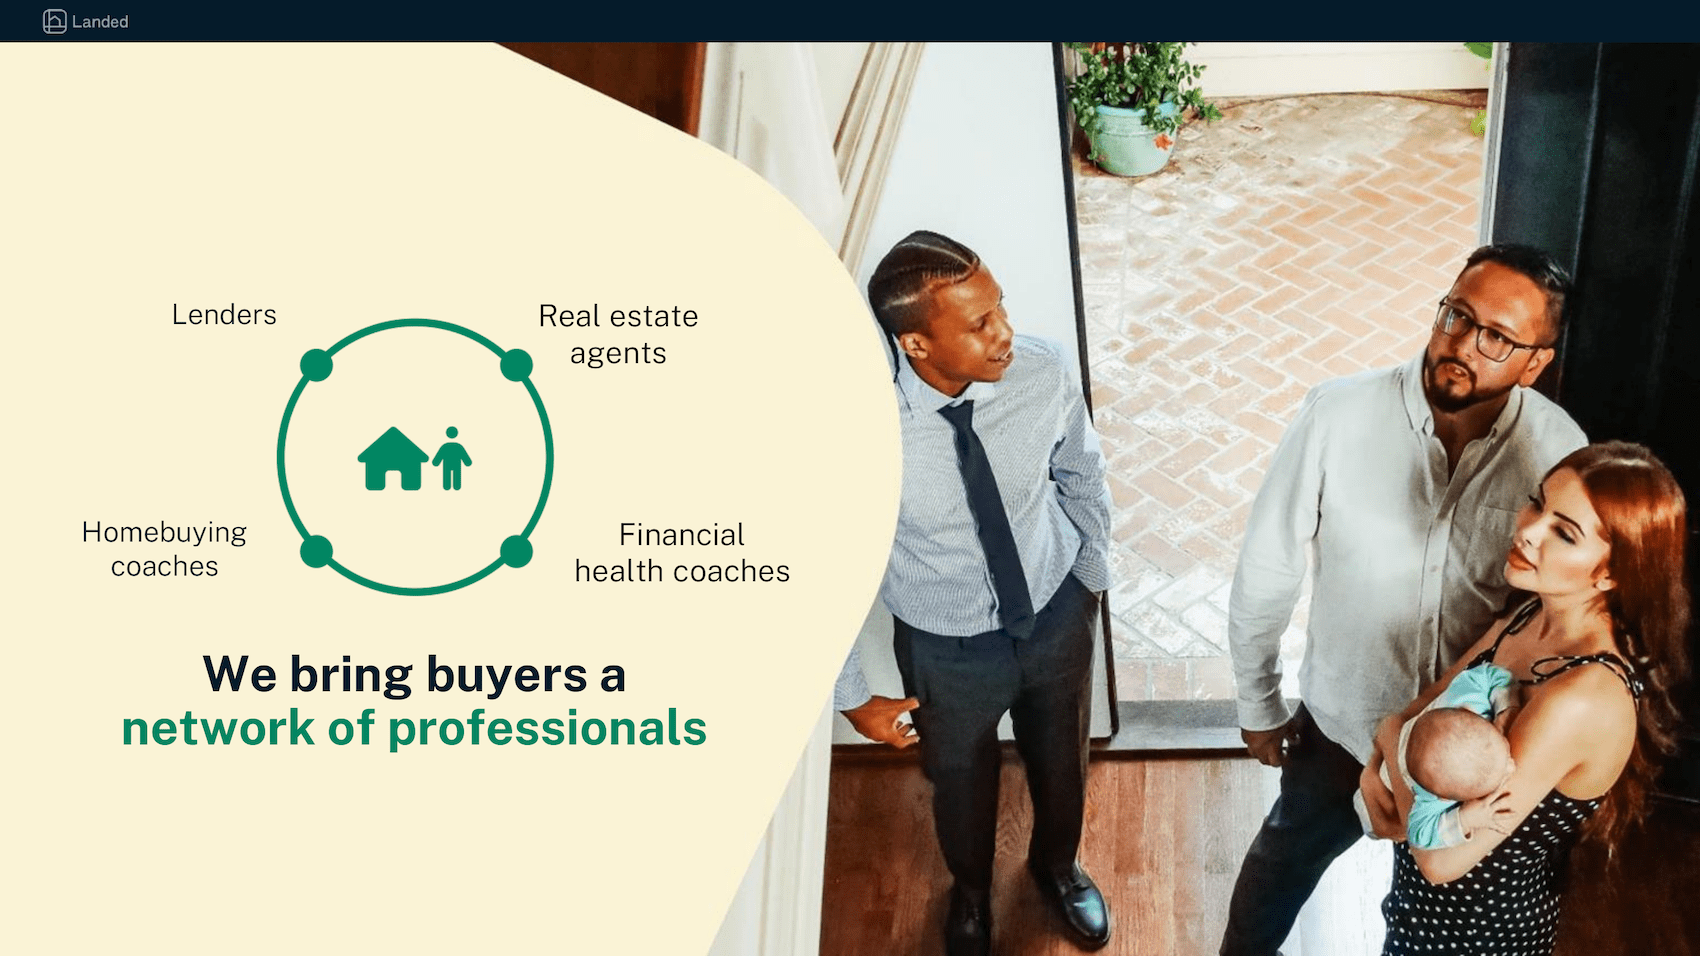 Landed
Lenders
Real estate
agents
Homebuying
coaches
Financial
health coaches
We bring buyers a
network of professionals